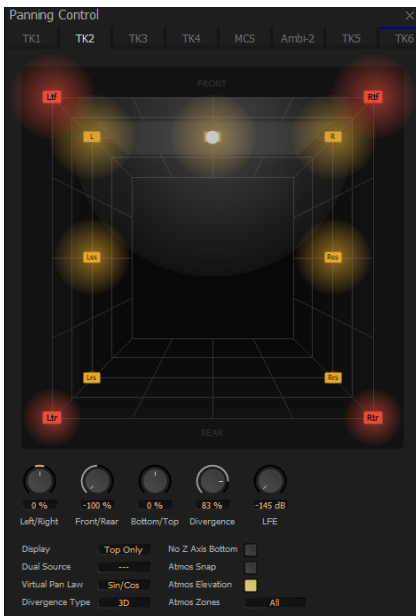 Panning Control
TK1 TK2 TK3 TK4 MCS Ambi-2 TK5 TK6
FRONT
Ltf Rtf
L R
Lss Rss
Lrs Rrs
Ltr Rtr
REAR
0 % -100 % 0 % 83 % -145 dB
Left/Right Front/Rear Bottom/Top Divergence LFE
Display Top Only No Z Axis Bottom
Dual Source --- Atmos Snap
Virtual Pan Law Sin/Cos Atmos Elevation
Divergence Type 3D Atmos Zones All